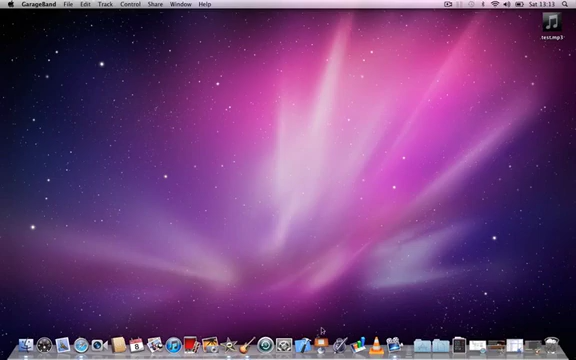 GarageBand File Edit Track Control Share Window Help
Sat 13:13
test.mp3